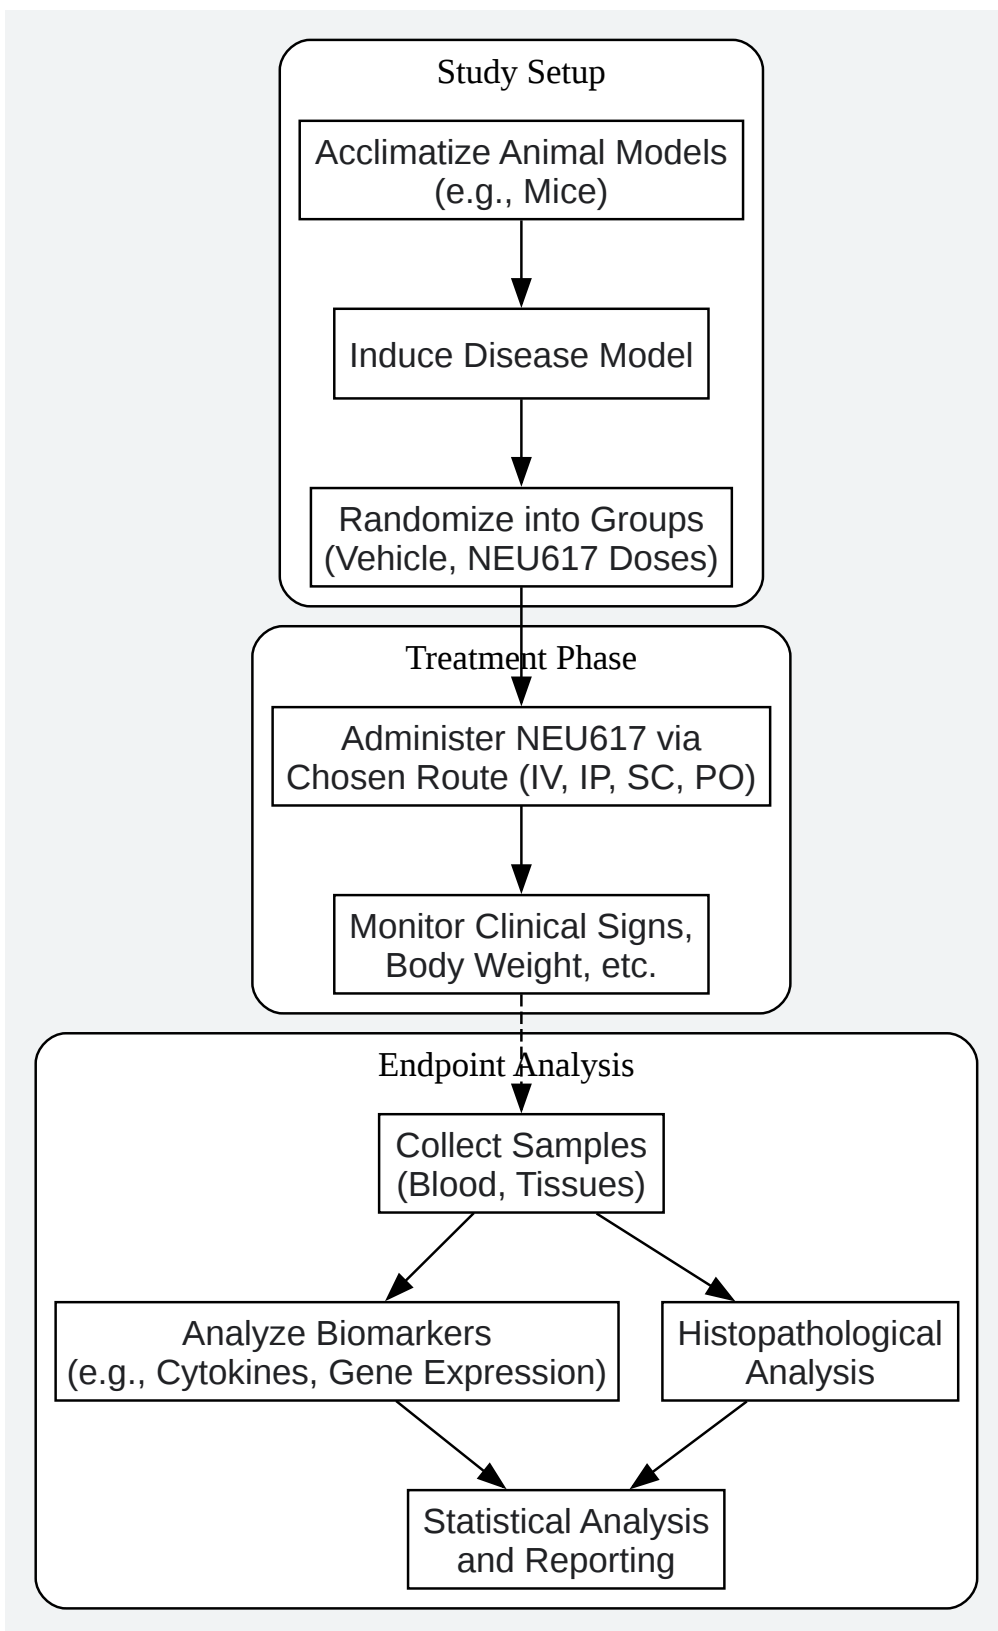 Study Setup
Acclimatize Animal Models
(e.g., Mice)
Induce Disease Model
Randomize into Groups
(Vehicle, NEU617 Doses)
Treatment Phase
Administer NEU617 via
Chosen Route (IV, IP, SC, PO)
Monitor Clinical Signs,
Body Weight, etc.
Endpoint Analysis
Collect Samples
(Blood, Tissues)
Analyze Biomarkers
(e.g., Cytokines, Gene Expression)
Histopathological
Analysis
Statistical Analysis
and Reporting